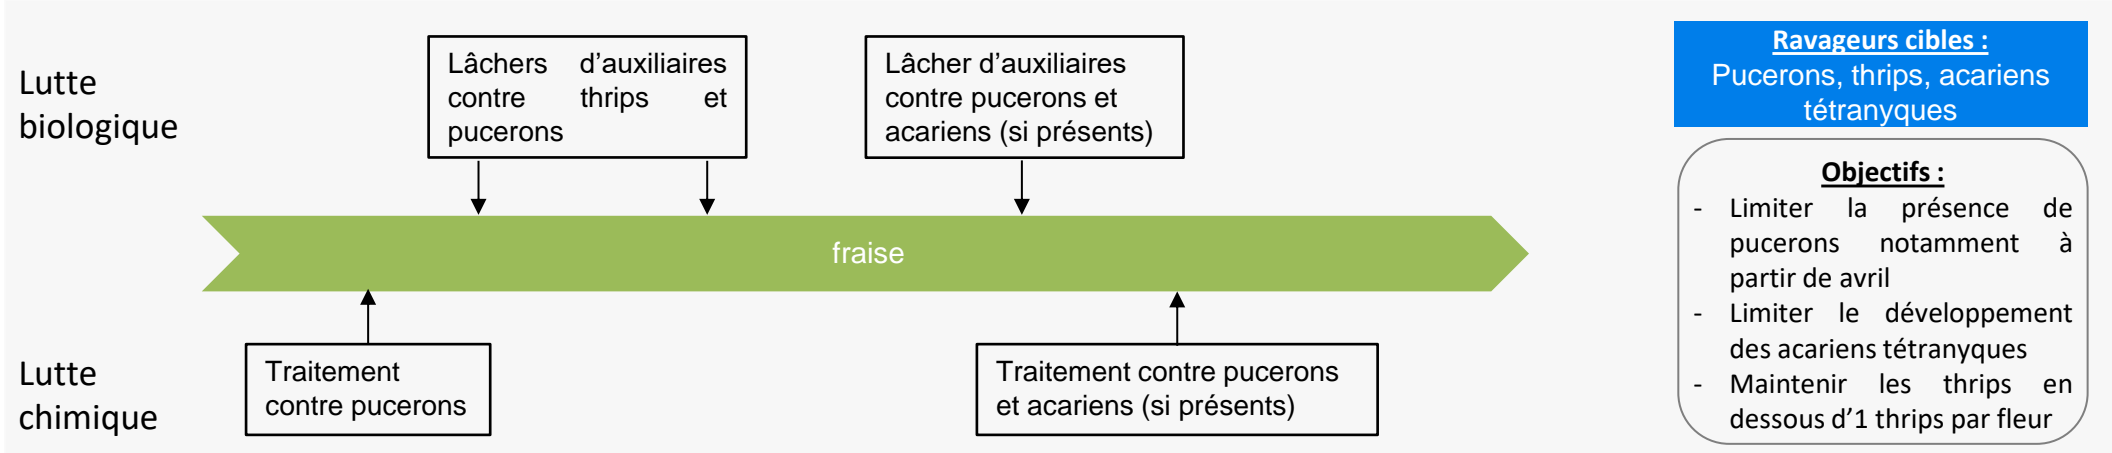 Lutte
biologique
Lâchers d’auxiliaires
contre thrips et
pucerons
Lâcher d’auxiliaires
contre pucerons et
acariens (si présents)
fraise
Lutte
chimique
Traitement
contre pucerons
Traitement contre pucerons
et acariens (si présents)
Ravageurs cibles :
Pucerons, thrips, acariens
tétranyques
Objectifs :
- Limiter la présence de
pucerons notamment à
partir de avril
- Limiter le développement
des acariens tétranyques
- Maintenir les thrips en
dessous d’1 thrips par fleur